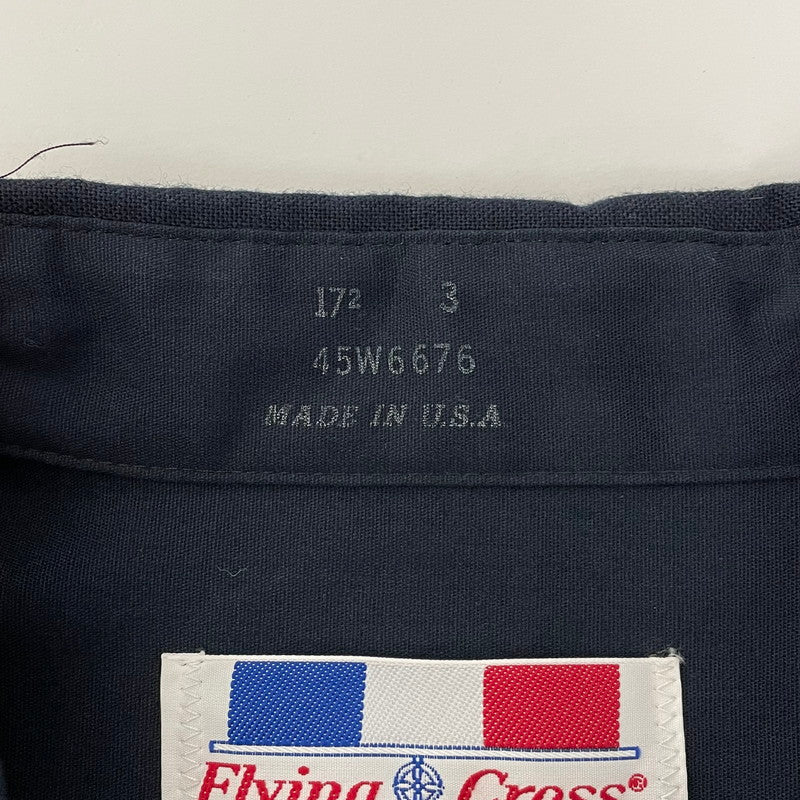 17² 3
45W6676
MADE IN U.S.A
Flying Cross®